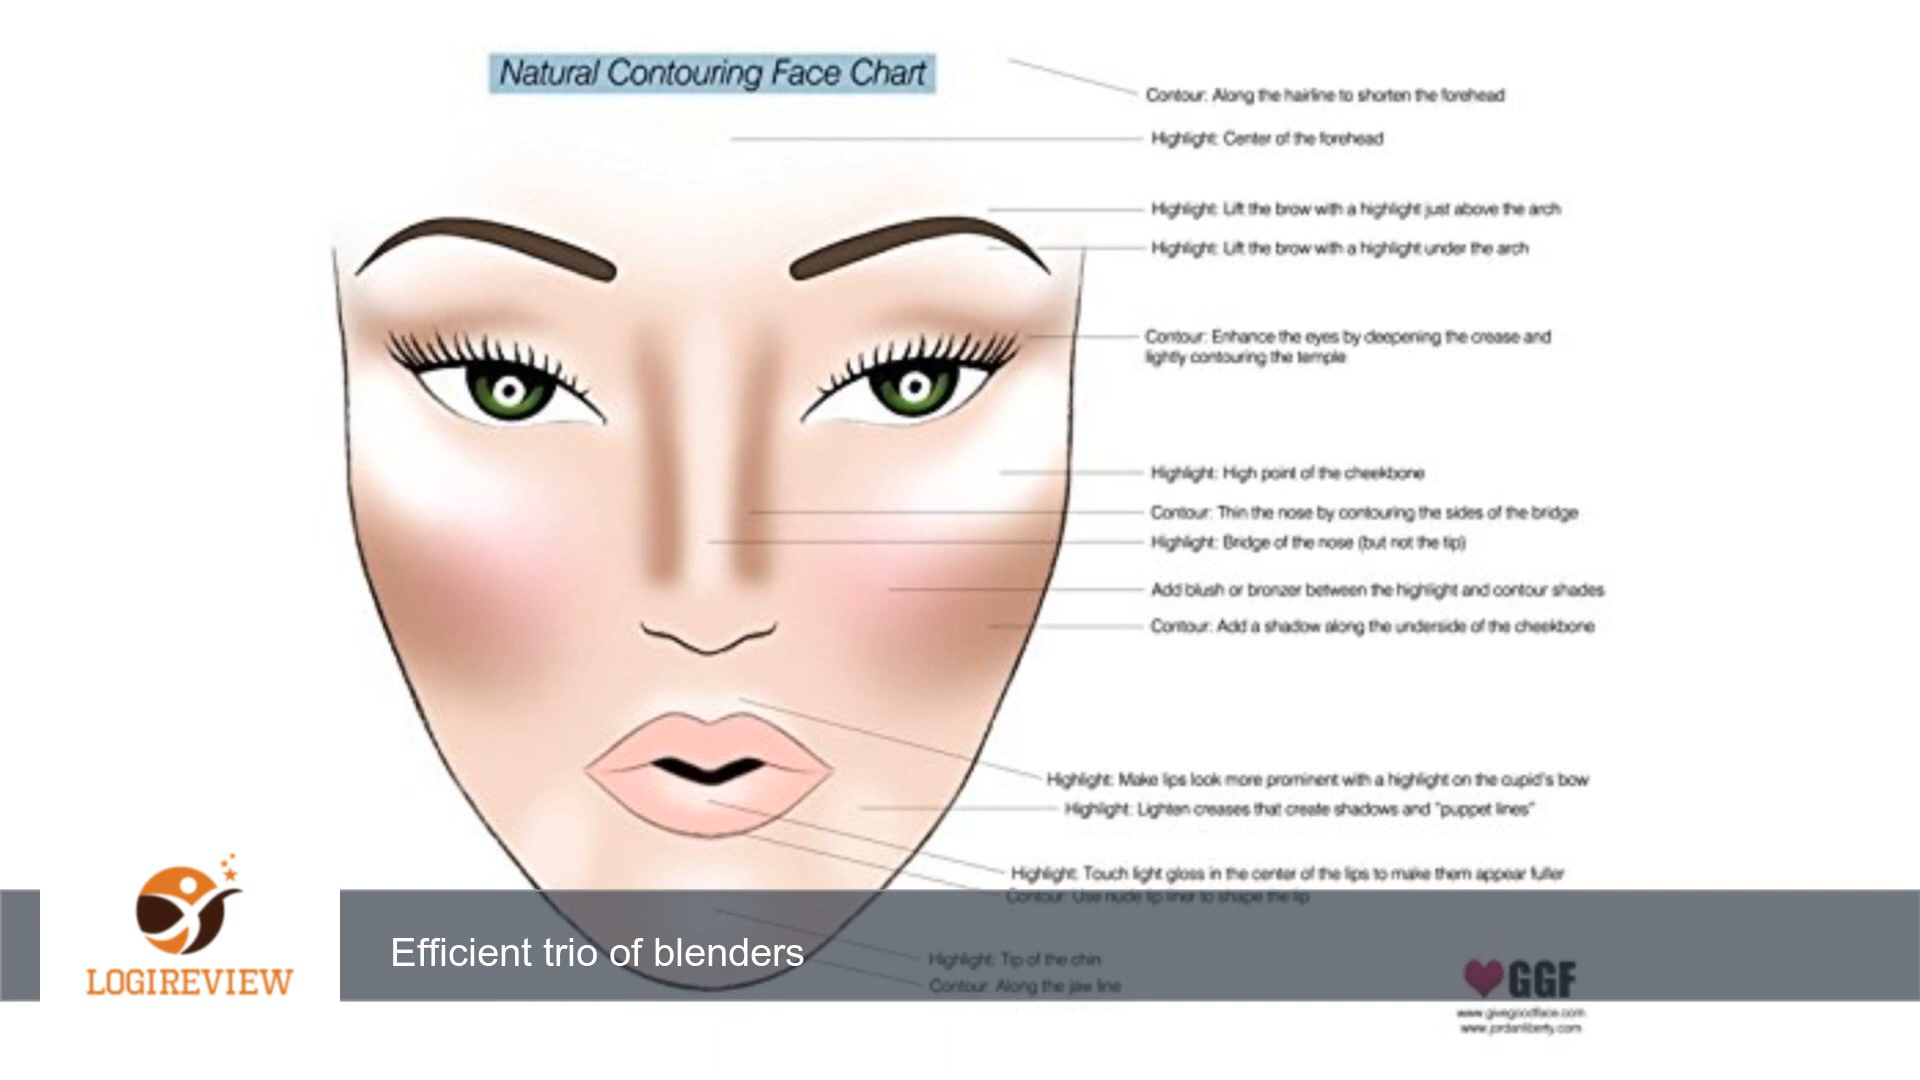 Natural Contouring Face Chart
Contour: Along the hairline to shorten the forehead
Highlight: Center of the forehead
Highlight: Lift the brow with a highlight just above the arch
Highlight: Lift the brow with a highlight under the arch
Contour: Enhance the eyes by deepening the crease and
lightly contouring the temple
Highlight: High point of the cheekbone
Contour: Thin the nose by contouring the sides of the bridge
Highlight: Bridge of the nose (but not the tip)
Add blush or bronzer between the highlight and contour shades
Contour: Add a shadow along the underside of the cheekbone
Highlight: Make lips look more prominent with a highlight on the cupid's bow
Highlight: Lighten creases that create shadows and "puppet lines"
Highlight: Touch light gloss in the center of the lips to make them appear fuller
Contour: Use nude lip liner to shape the lip
Highlight: Tip of the chin
Contour: Along the jaw line
Efficient trio of blenders
LOGIREVIEW
GGF
www.givegoodface.com
www.jordanliberty.com